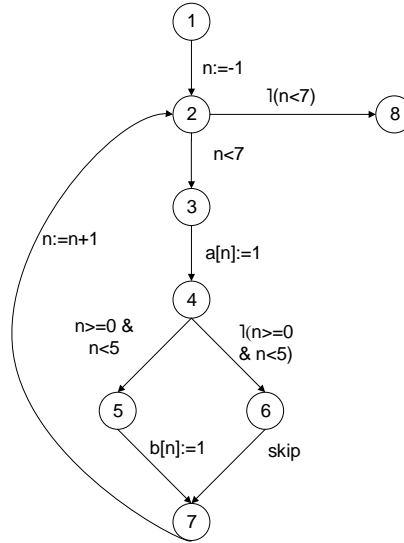 1
n:=-1
2
˥(n<7)
8
n<7
3
n:=n+1
a[n]:=1
4
n>=0 &
n<5
˥(n>=0
& n<5)
5
6
b[n]:=1
skip
7